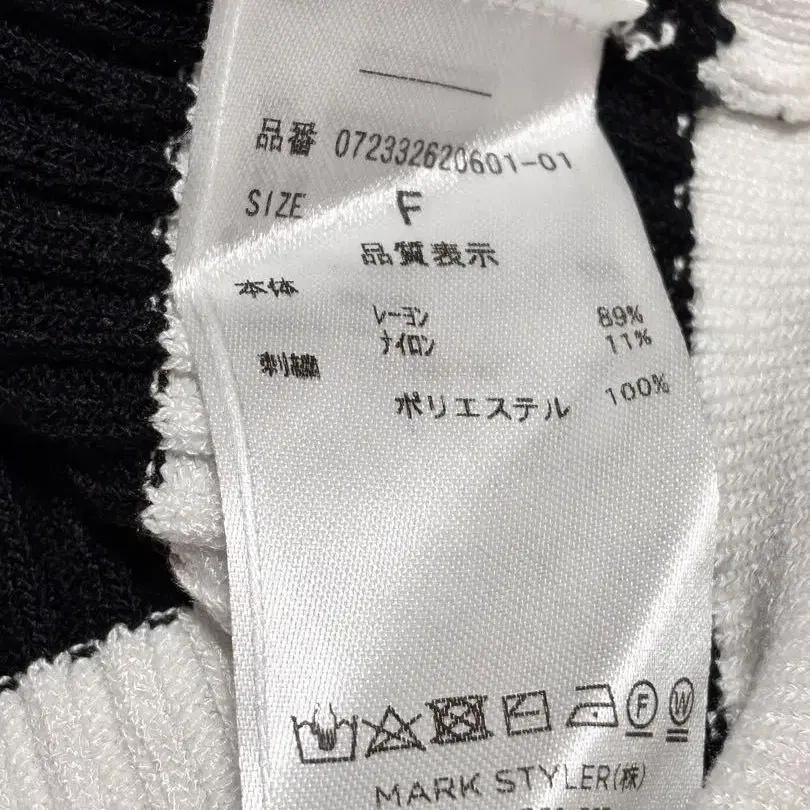 品番 072332620601-01
SIZE F
品質表示
本体
レーヨン 89%
ナイロン 11%
刺繍
ポリエステル 100%
F W
MARK STYLER(株)